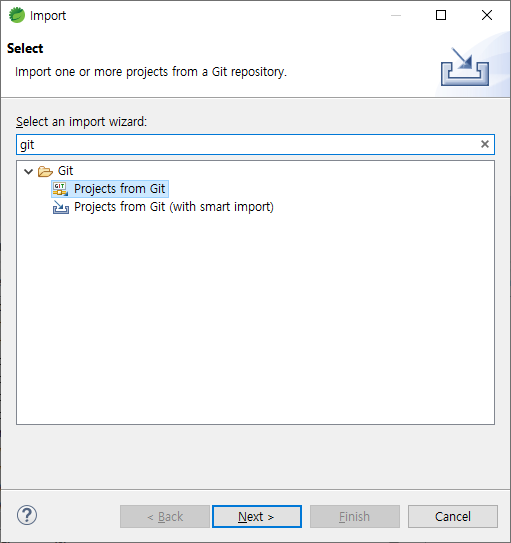 Import
Select
Import one or more projects from a Git repository.
Select an import wizard:
git
Git
Projects from Git
Projects from Git (with smart import)
< Back
Next >
Finish
Cancel